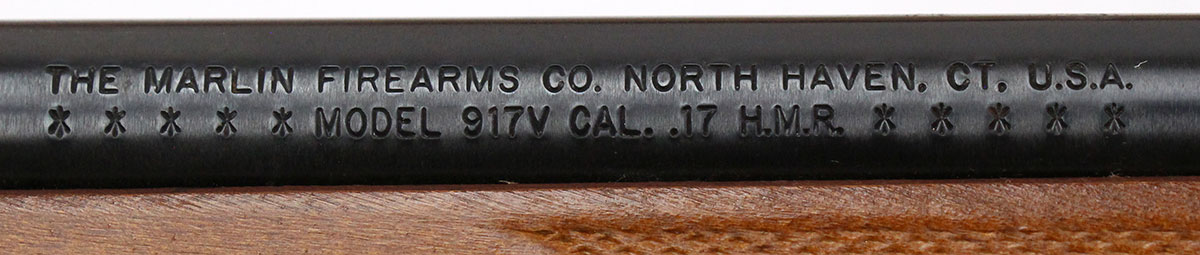 THE MARLIN FIREARMS CO. NORTH HAVEN, CT. U.S.A.
* * * * * MODEL 917V CAL. .17 H.M.R. * * * * *